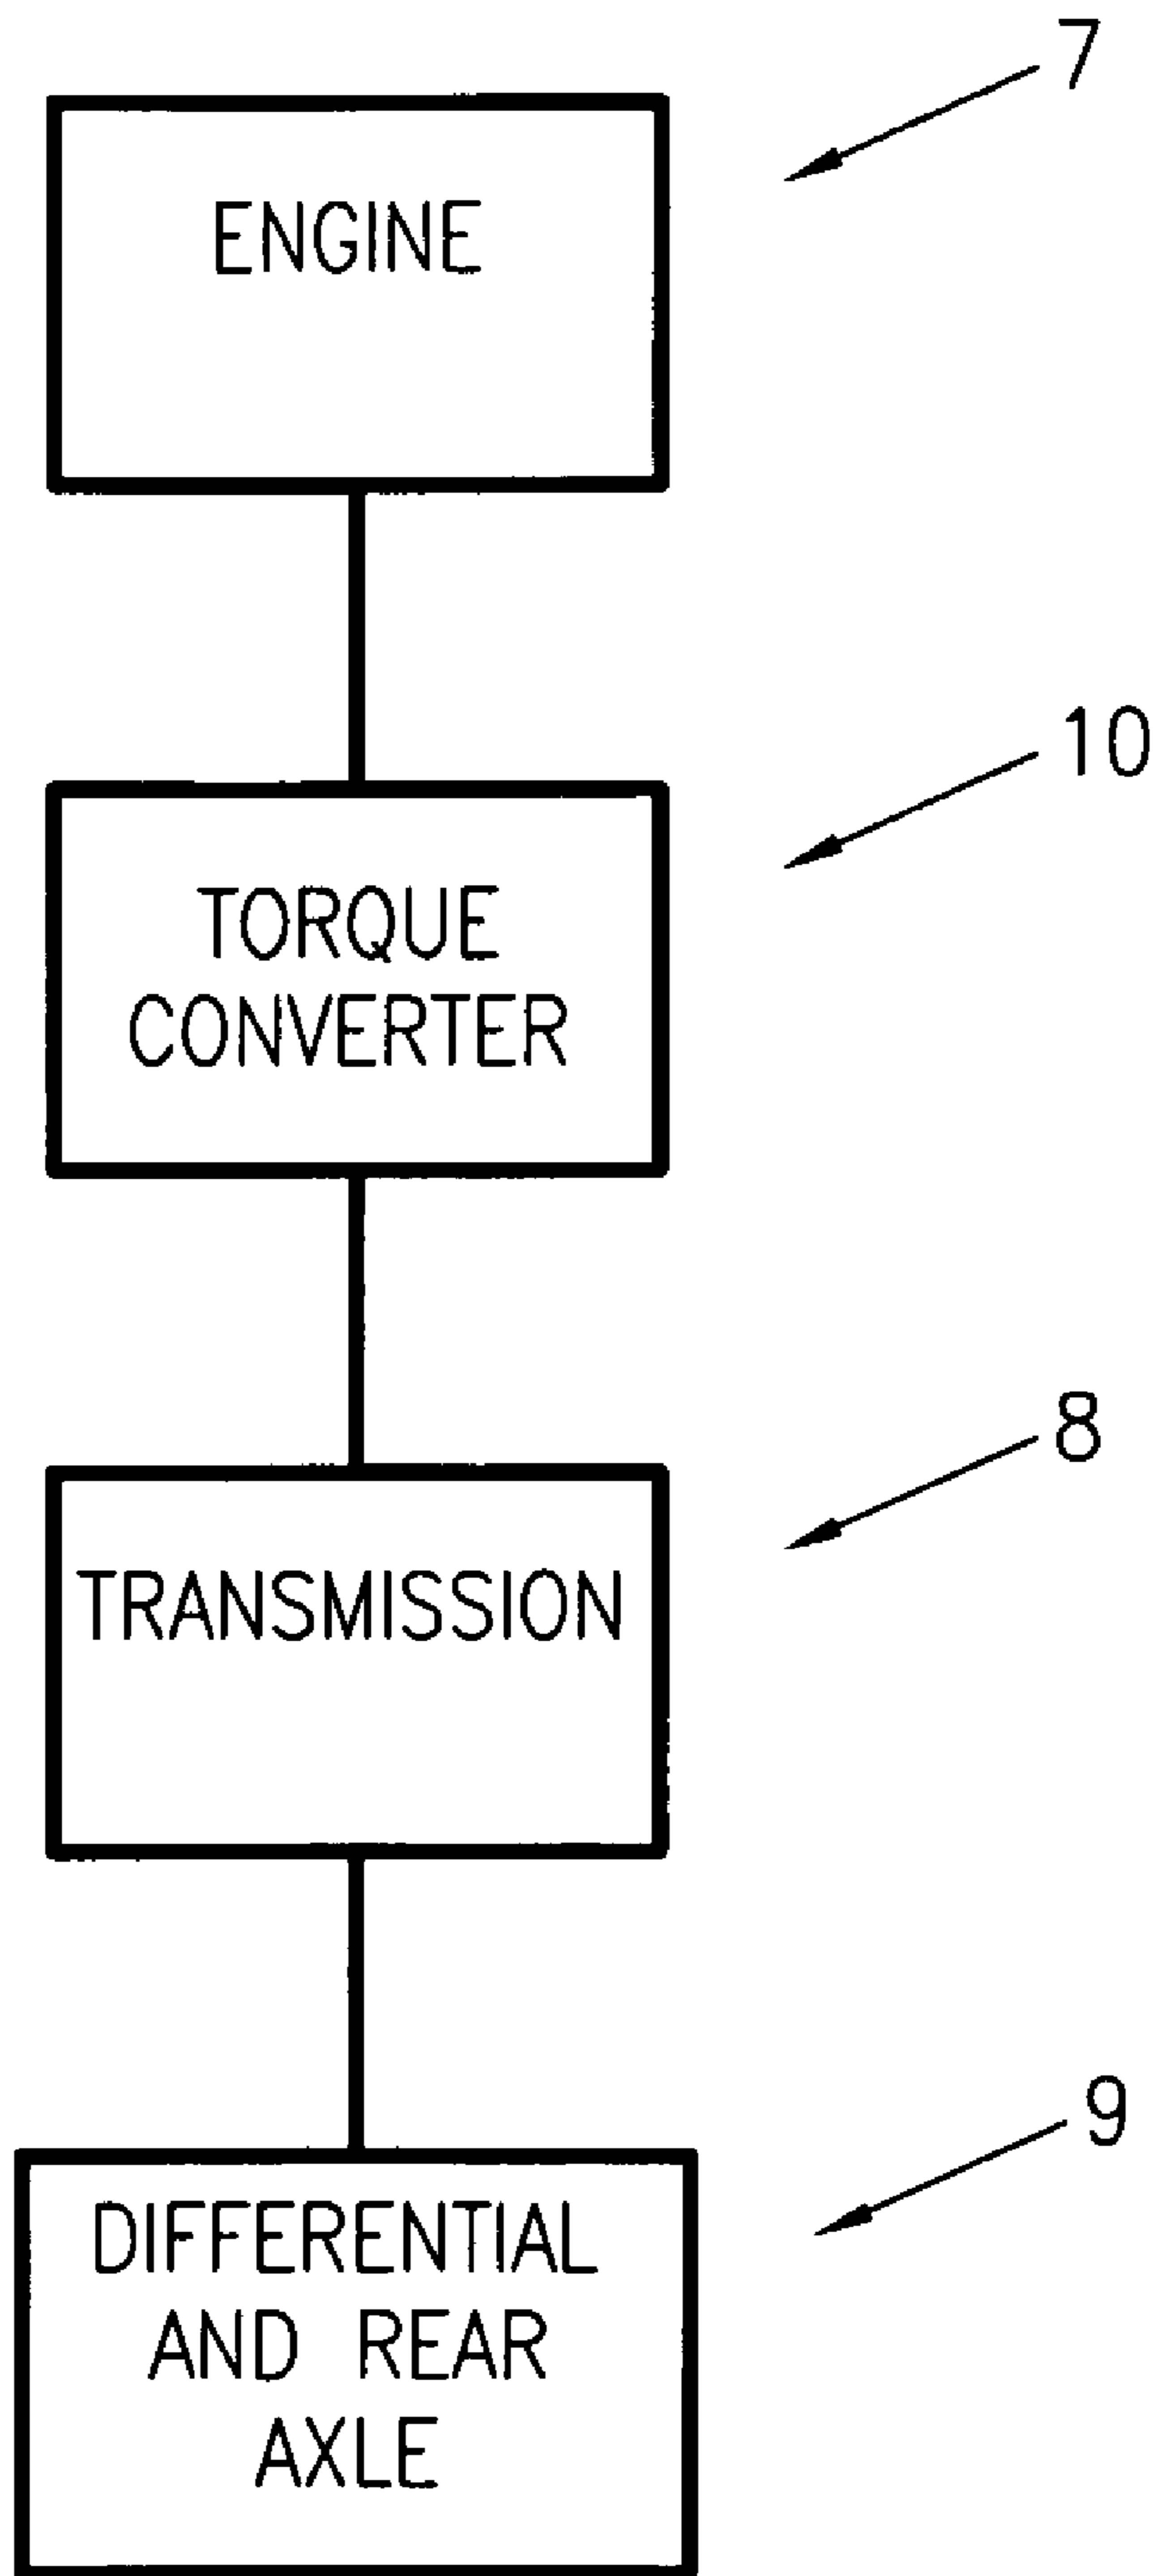 7
ENGINE
10
TORQUE
CONVERTER
8
TRANSMISSION
9
DIFFERENTIAL
AND REAR
AXLE